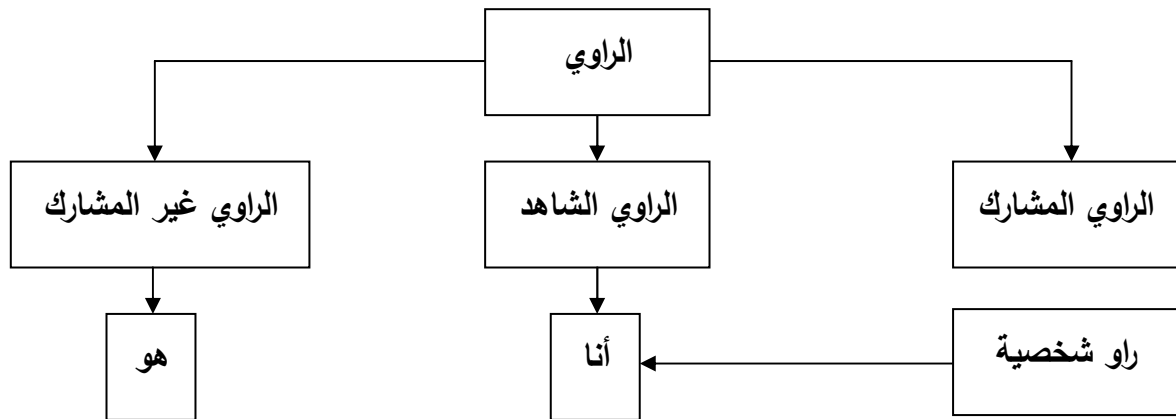 الراوي
الراوي المشارك
الراوي الشاهد
الراوي غير المشارك
راو شخصية
أنا
هو